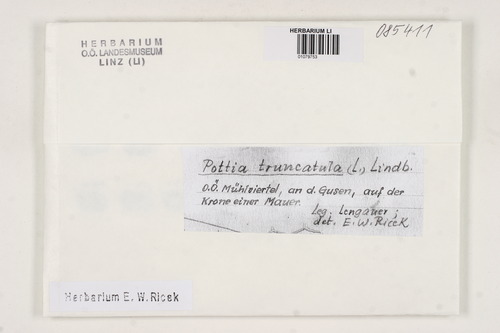 HERBARIUM
O.Ö. LANDESMUSEUM
LINZ (LI)
HERBARIUM LI
01079753
085411
Pottia truncatula (L.) Lindb.
O.Ö. Mühlviertel, an d. Gusen, auf der
Krone einer Mauer.
Leg. Lengauer;
det. E. W. Ricek
Herbarium E. W. Ricek